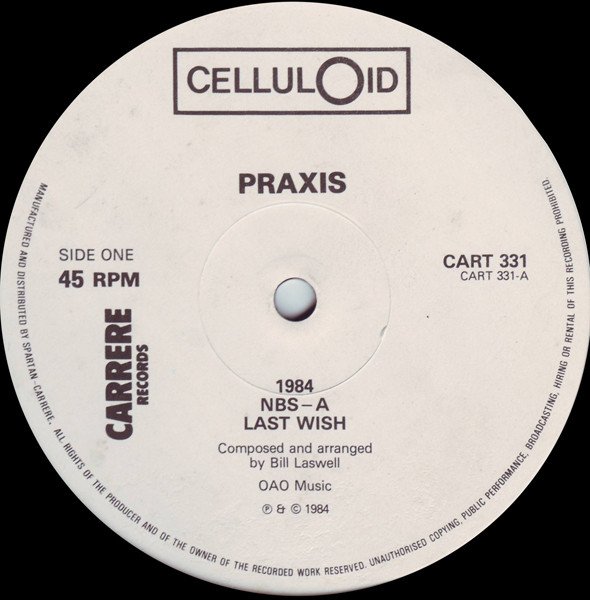 CELLULOID
PRAXIS
SIDE ONE
45 RPM
CART 331
CART 331-A
CARRERE
RECORDS
1984
NBS–A
LAST WISH
Composed and arranged
by Bill Laswell
OAO Music
℗ & © 1984
MANUFACTURED AND DISTRIBUTED BY SPARTAN-CARRERE. ALL RIGHTS OF THE PRODUCER AND OF THE OWNER OF THE RECORDED WORK RESERVED. UNAUTHORISED COPYING, PUBLIC PERFORMANCE, BROADCASTING, HIRING OR RENTAL OF THIS RECORDING PROHIBITED.